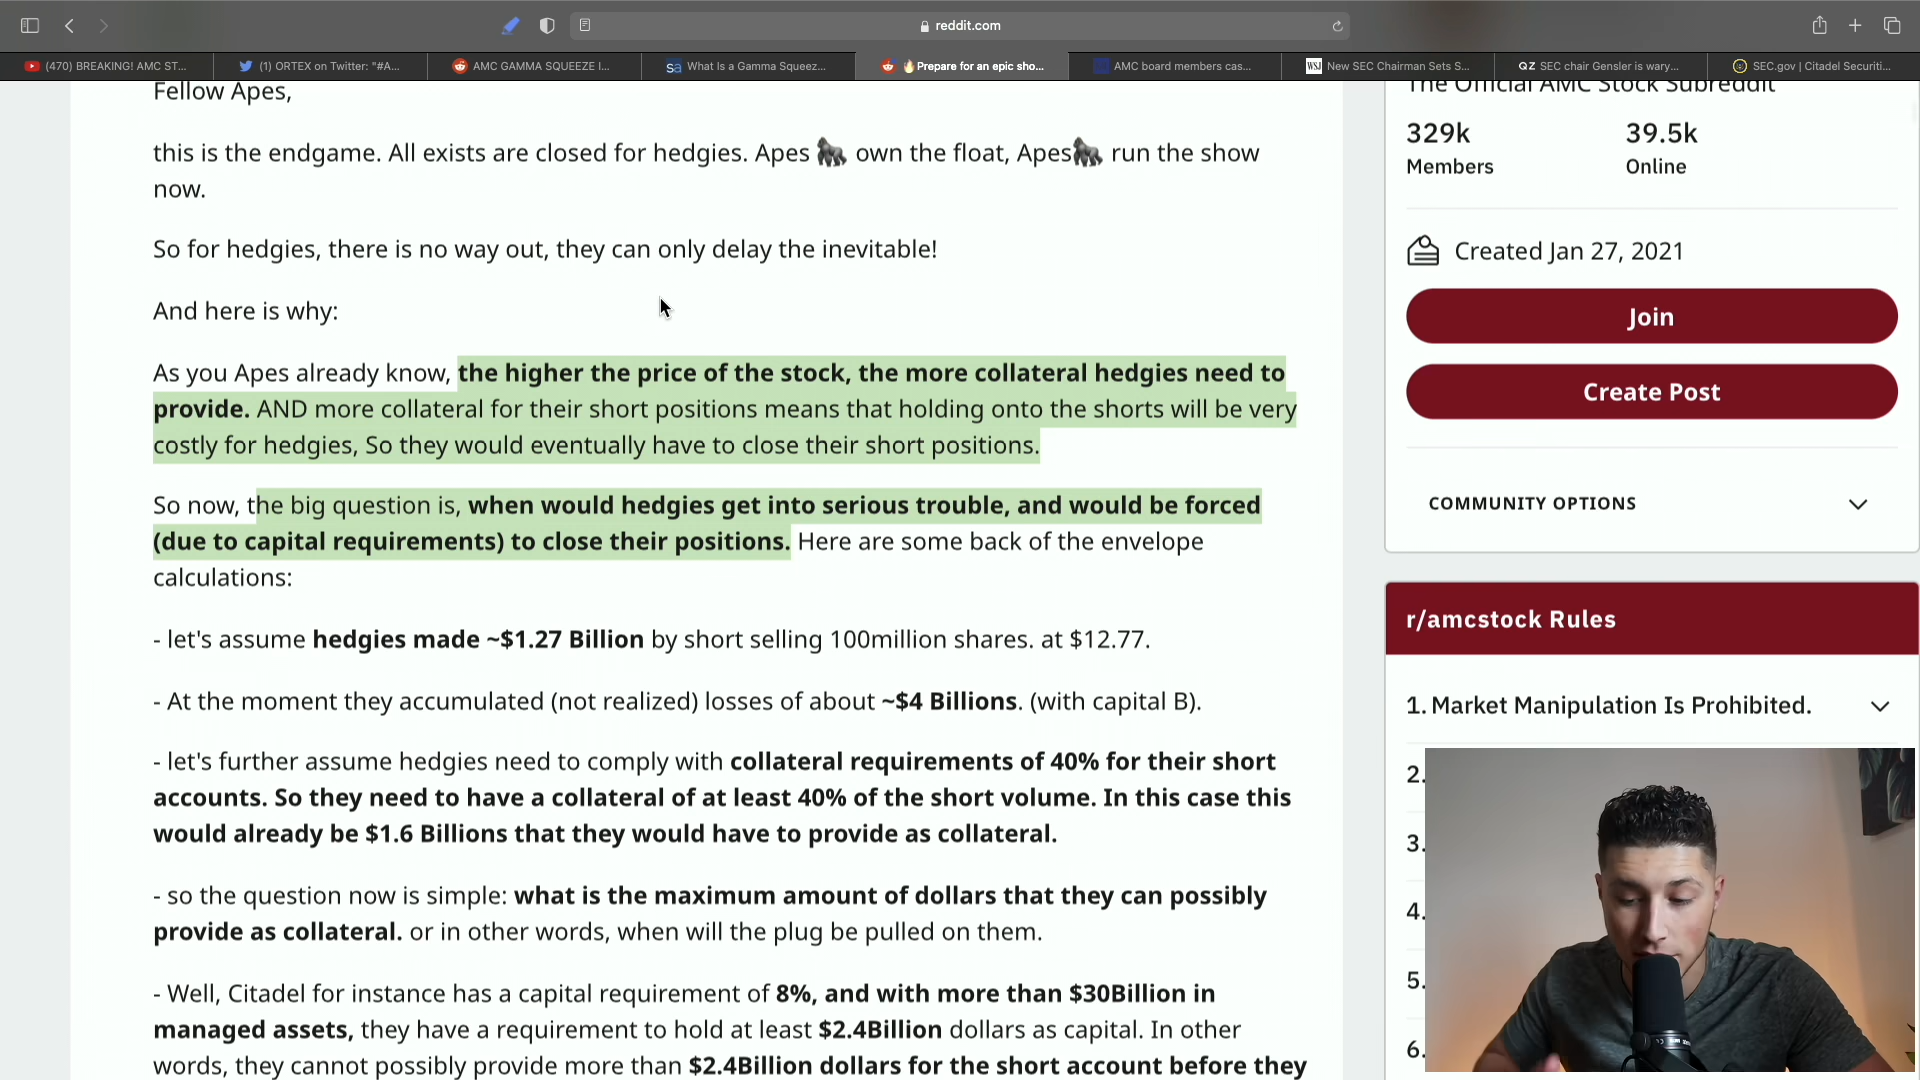 reddit.com
(470) BREAKING! AMC ST...
(1) ORTEX on Twitter: "#A...
AMC GAMMA SQUEEZE I...
sa What Is a Gamma Squeez...
🔥Prepare for an epic sho...
AMC board members cas...
WSJ New SEC Chairman Sets S...
QZ SEC chair Gensler is wary...
SEC.gov | Citadel Securiti...
Fellow Apes,
this is the endgame. All exists are closed for hedgies. Apes 🦍 own the float, Apes🦍 run the show
now.
So for hedgies, there is no way out, they can only delay the inevitable!
And here is why:
As you Apes already know, the higher the price of the stock, the more collateral hedgies need to
provide. AND more collateral for their short positions means that holding onto the shorts will be very
costly for hedgies, So they would eventually have to close their short positions.
So now, the big question is, when would hedgies get into serious trouble, and would be forced
(due to capital requirements) to close their positions. Here are some back of the envelope
calculations:
- let's assume hedgies made ~$1.27 Billion by short selling 100million shares. at $12.77.
- At the moment they accumulated (not realized) losses of about ~$4 Billions. (with capital B).
- let's further assume hedgies need to comply with collateral requirements of 40% for their short
accounts. So they need to have a collateral of at least 40% of the short volume. In this case this
would already be $1.6 Billions that they would have to provide as collateral.
- so the question now is simple: what is the maximum amount of dollars that they can possibly
provide as collateral. or in other words, when will the plug be pulled on them.
- Well, Citadel for instance has a capital requirement of 8%, and with more than $30Billion in
managed assets, they have a requirement to hold at least $2.4Billion dollars as capital. In other
words, they cannot possibly provide more than $2.4Billion dollars for the short account before they
The Official AMC Stock Subreddit
329k
39.5k
Members
Online
Created Jan 27, 2021
Join
Create Post
COMMUNITY OPTIONS
r/amcstock Rules
1. Market Manipulation Is Prohibited.
2.
3.
4.
5.
6.